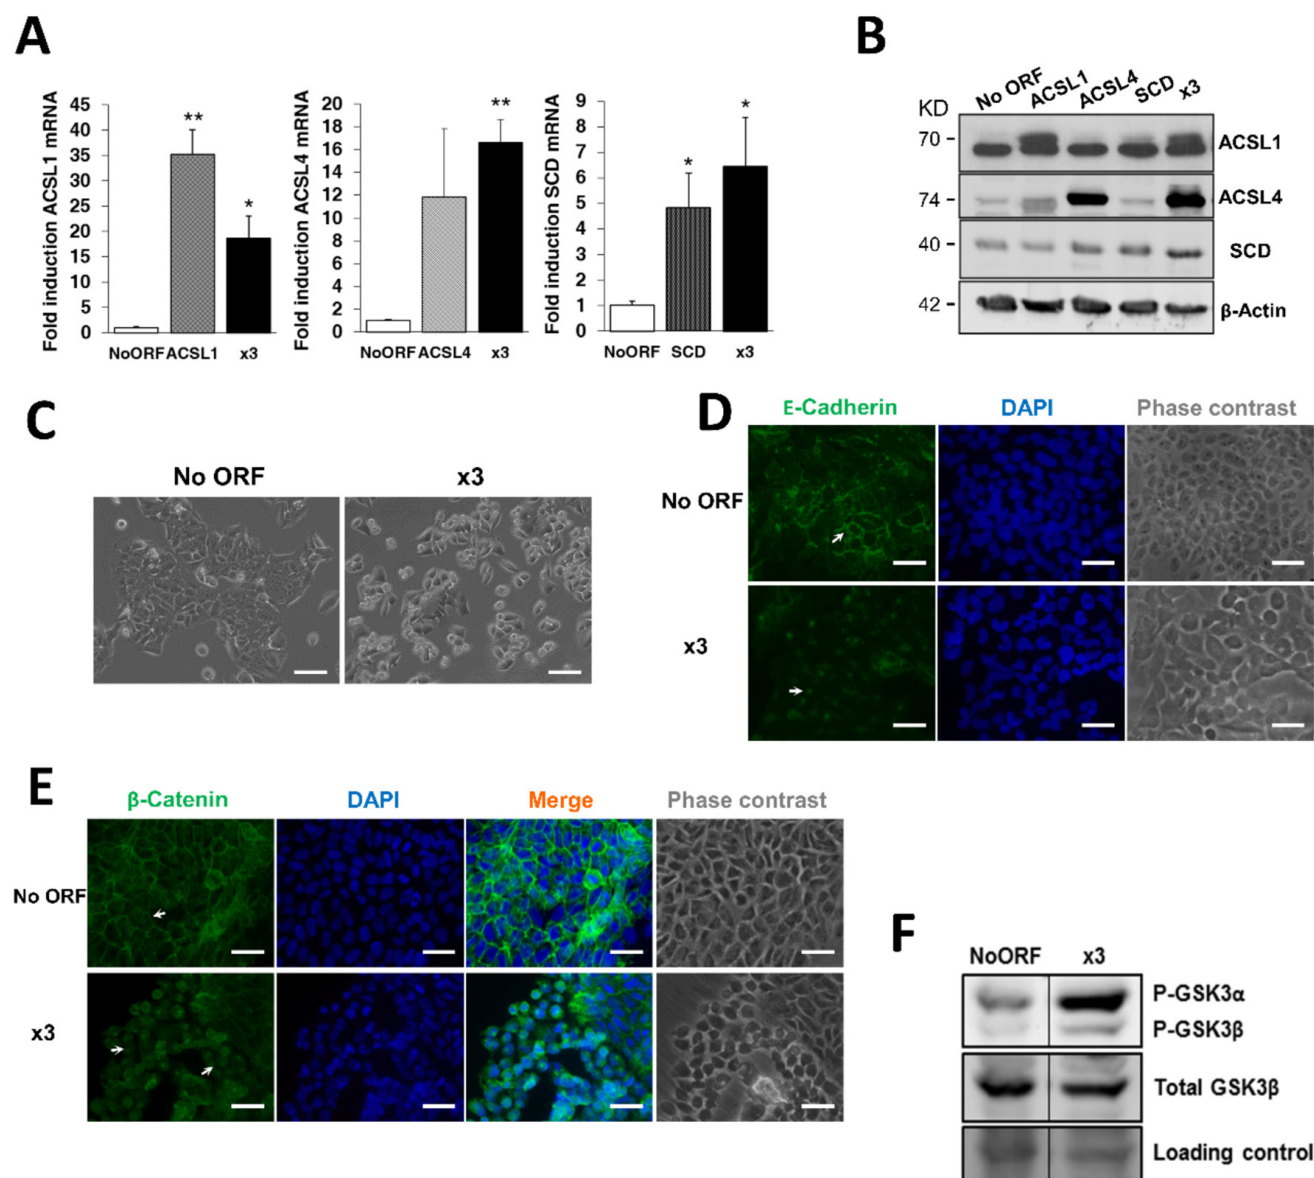 A
Fold induction ACSL1 mRNA
45
40
35
30
25
20
15
10
5
0
**
*
NoORF ACSL1 x3
Fold induction ACSL4 mRNA
20
18
16
14
12
10
8
6
4
2
0
**
NoORF ACSL4 x3
Fold induction SCD mRNA
9
8
7
6
5
4
3
2
1
0
*
*
NoORF SCD x3
B
KD
No ORF ACSL1 ACSL4 SCD x3
70 - ACSL1
74 - ACSL4
40 - SCD
42 - β-Actin
C
No ORF x3
D
E-Cadherin DAPI Phase contrast
No ORF
x3
E
β-Catenin DAPI Merge Phase contrast
No ORF
x3
F
NoORF x3
P-GSK3α
P-GSK3β
Total GSK3β
Loading control